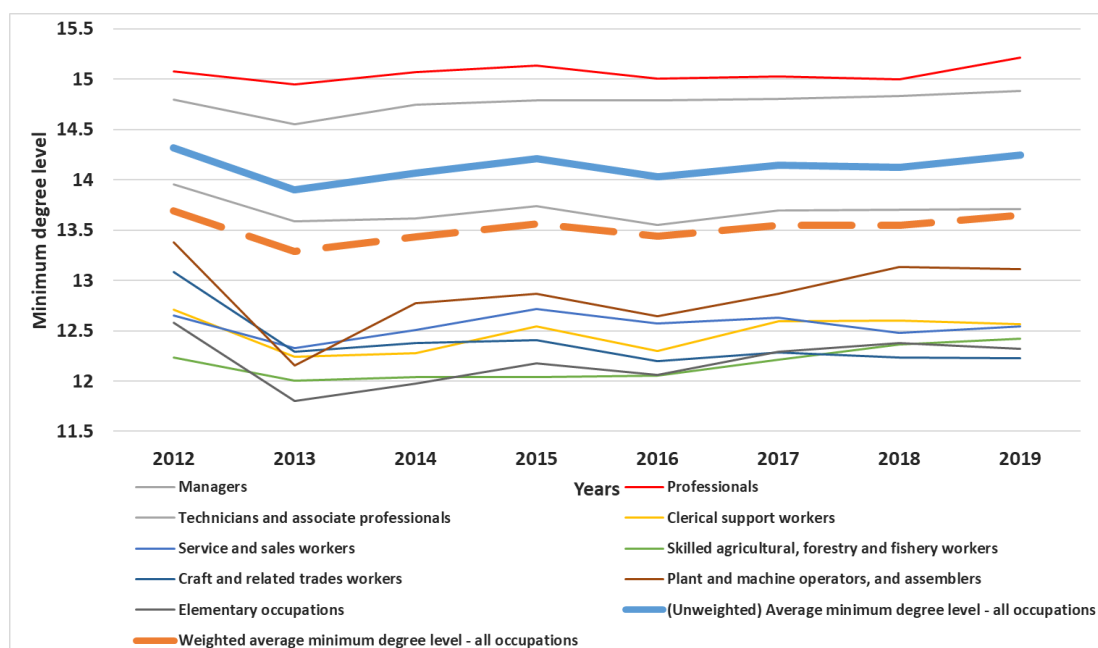 15.5
15
14.5
14
13.5
13
12.5
12
11.5
Minimum degree level
2012 2013 2014 2015 2016 2017 2018 2019
Years
Managers
Professionals
Technicians and associate professionals
Clerical support workers
Service and sales workers
Skilled agricultural, forestry and fishery workers
Craft and related trades workers
Plant and machine operators, and assemblers
Elementary occupations
(Unweighted) Average minimum degree level - all occupations
Weighted average minimum degree level - all occupations